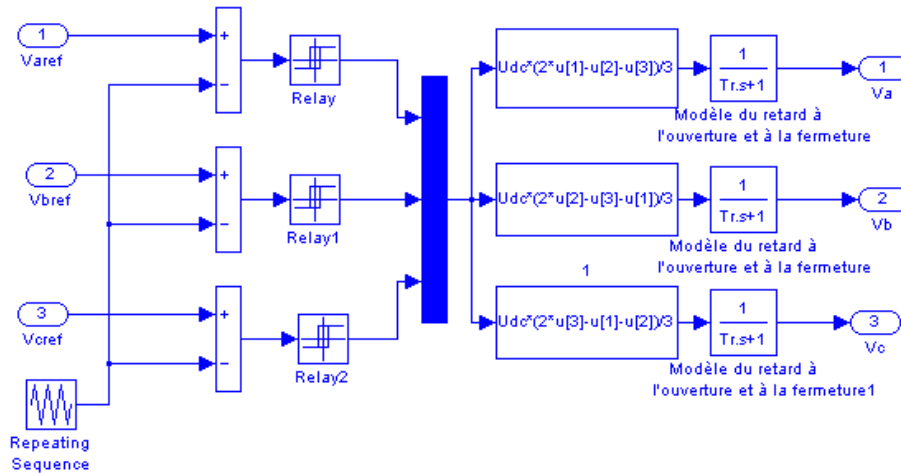 1
Varef
+
−
Relay
Udc*(2*u[1]-u[2]-u[3])/3
1
Tr.s+1
Modèle du retard à
l'ouverture et à la fermeture
1
Va
2
Vbref
+
−
Relay1
Udc*(2*u[2]-u[3]-u[1])/3
1
Tr.s+1
Modèle du retard à
l'ouverture et à la fermeture
2
Vb
1
3
Vcref
+
−
Relay2
Udc*(2*u[3]-u[1]-u[2])/3
1
Tr.s+1
Modèle du retard à
l'ouverture et à la fermeture1
3
Vc
Repeating
Sequence